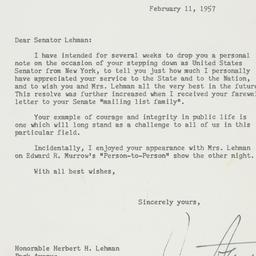 February 11, 1957
Dear Senator Lehman:
I have intended for several weeks to drop you a personal
note on the occasion of your stepping down as United States
Senator from New York, to tell you just how much I personally
have appreciated your service to the State and to the Nation,
and to wish you and Mrs. Lehman all the very best in the future
This resolve was further increased when I received your farewel
letter to your Senate "mailing list family".
Your example of courage and integrity in public life is
one which will long stand as a challenge to all of us in this
particular field.
Incidentally, I enjoyed your appearance with Mrs. Lehman
on Edward R. Murrow's "Person-to-Person" show the other night.
With all best wishes,
Sincerely yours,
Honorable Herbert H. Lehman
Park Avenue